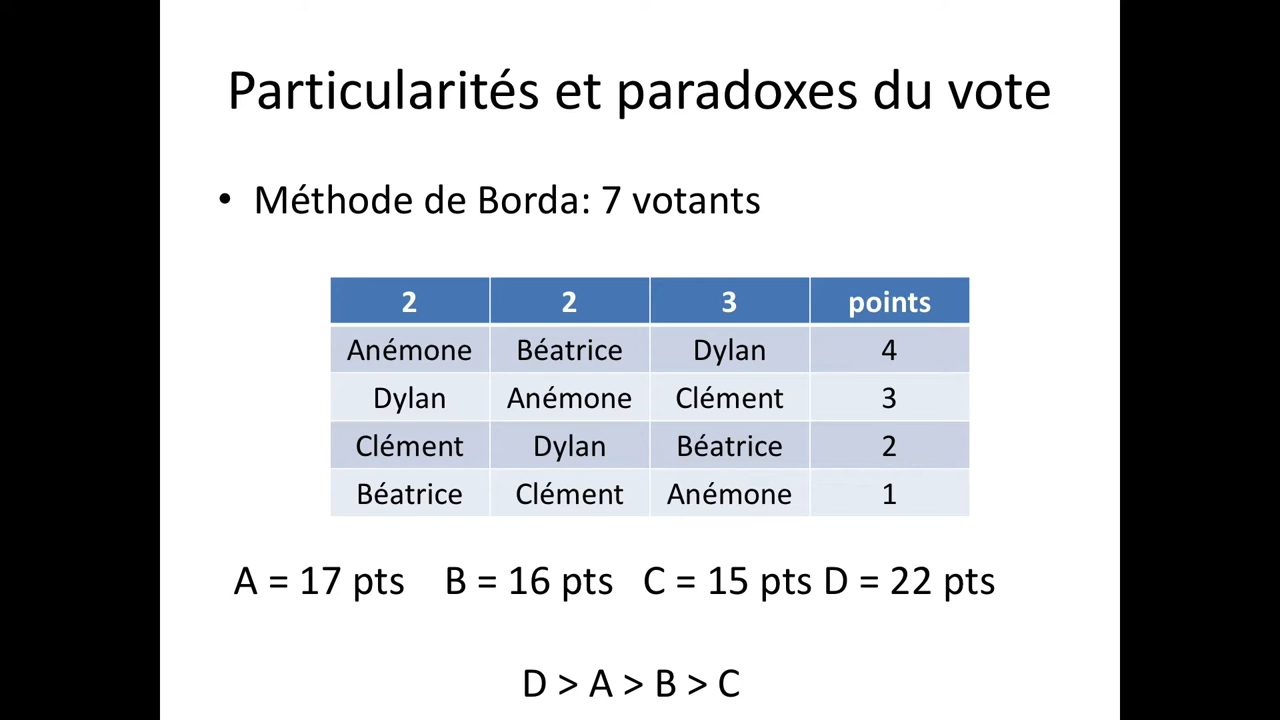 Particularités et paradoxes du vote
• Méthode de Borda: 7 votants
2 2 3 points
Anémone Béatrice Dylan 4
Dylan Anémone Clément 3
Clément Dylan Béatrice 2
Béatrice Clément Anémone 1
A = 17 pts B = 16 pts C = 15 pts D = 22 pts
D > A > B > C